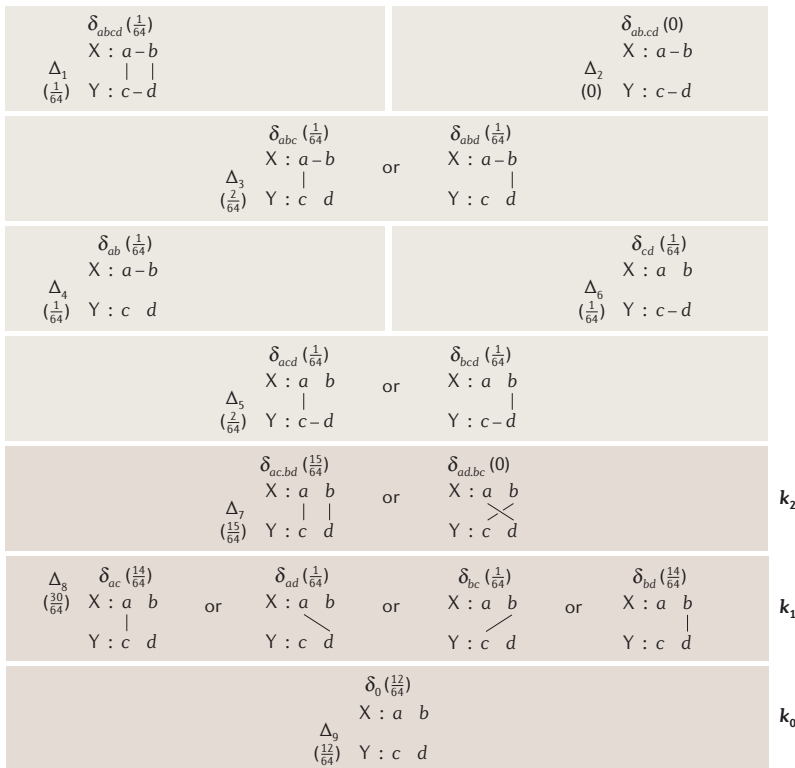 δ_abcd (1/64) δ_ab.cd (0)
X : a – b X : a – b
Δ_1 Δ_2
(1/64) Y : c – d (0) Y : c – d
δ_abc (1/64) δ_abd (1/64)
X : a – b or X : a – b
Δ_3
(2/64) Y : c d Y : c d
δ_ab (1/64) δ_cd (1/64)
X : a – b X : a b
Δ_4 Δ_6
(1/64) Y : c d (1/64) Y : c – d
δ_acd (1/64) δ_bcd (1/64)
X : a b or X : a b
Δ_5
(2/64) Y : c – d Y : c – d
δ_ac.bd (15/64) δ_ad.bc (0)
X : a b or X : a b k_2
Δ_7
(15/64) Y : c d Y : c d
Δ_8 δ_ac (14/64) δ_ad (1/64) δ_bc (1/64) δ_bd (14/64)
(30/64) X : a b or X : a b or X : a b or X : a b k_1
Y : c d Y : c d Y : c d Y : c d
δ_0 (12/64)
X : a b k_0
Δ_9
(12/64) Y : c d